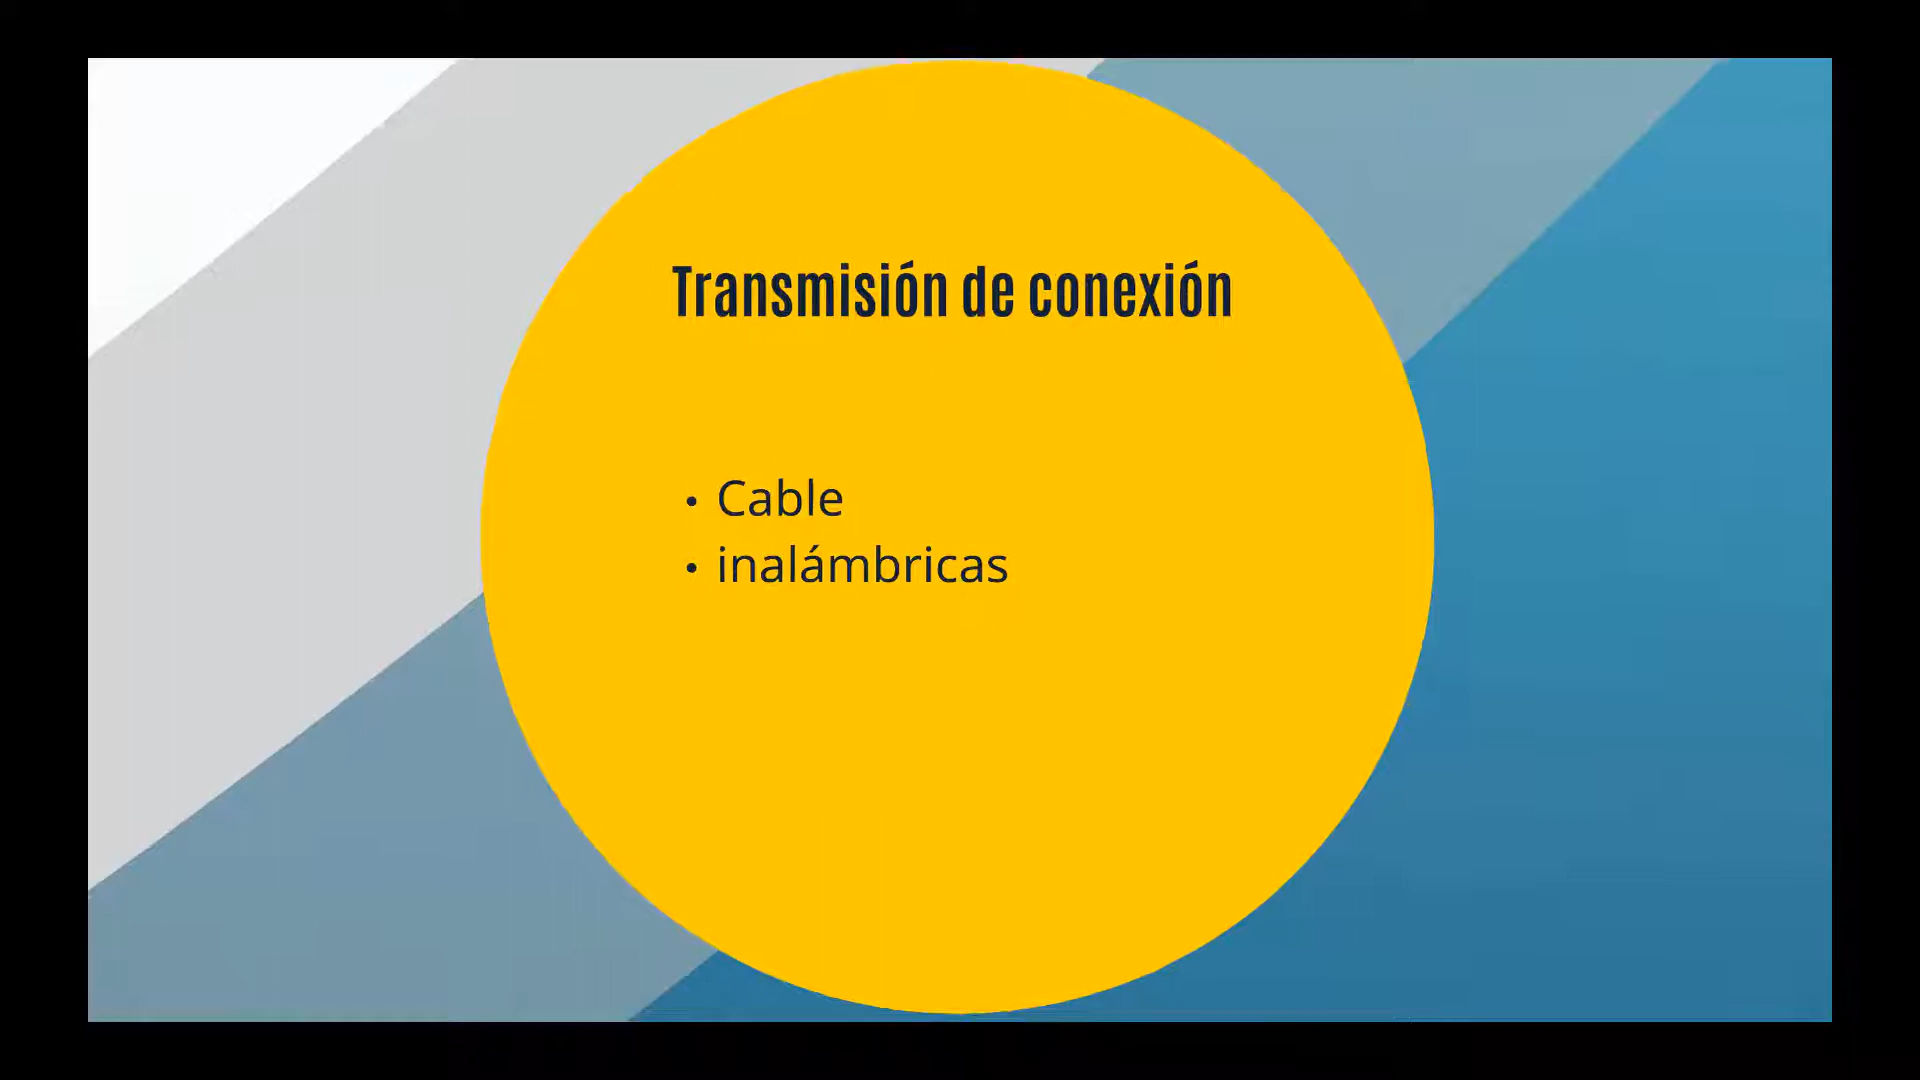 Transmisión de conexión
• Cable
• inalámbricas